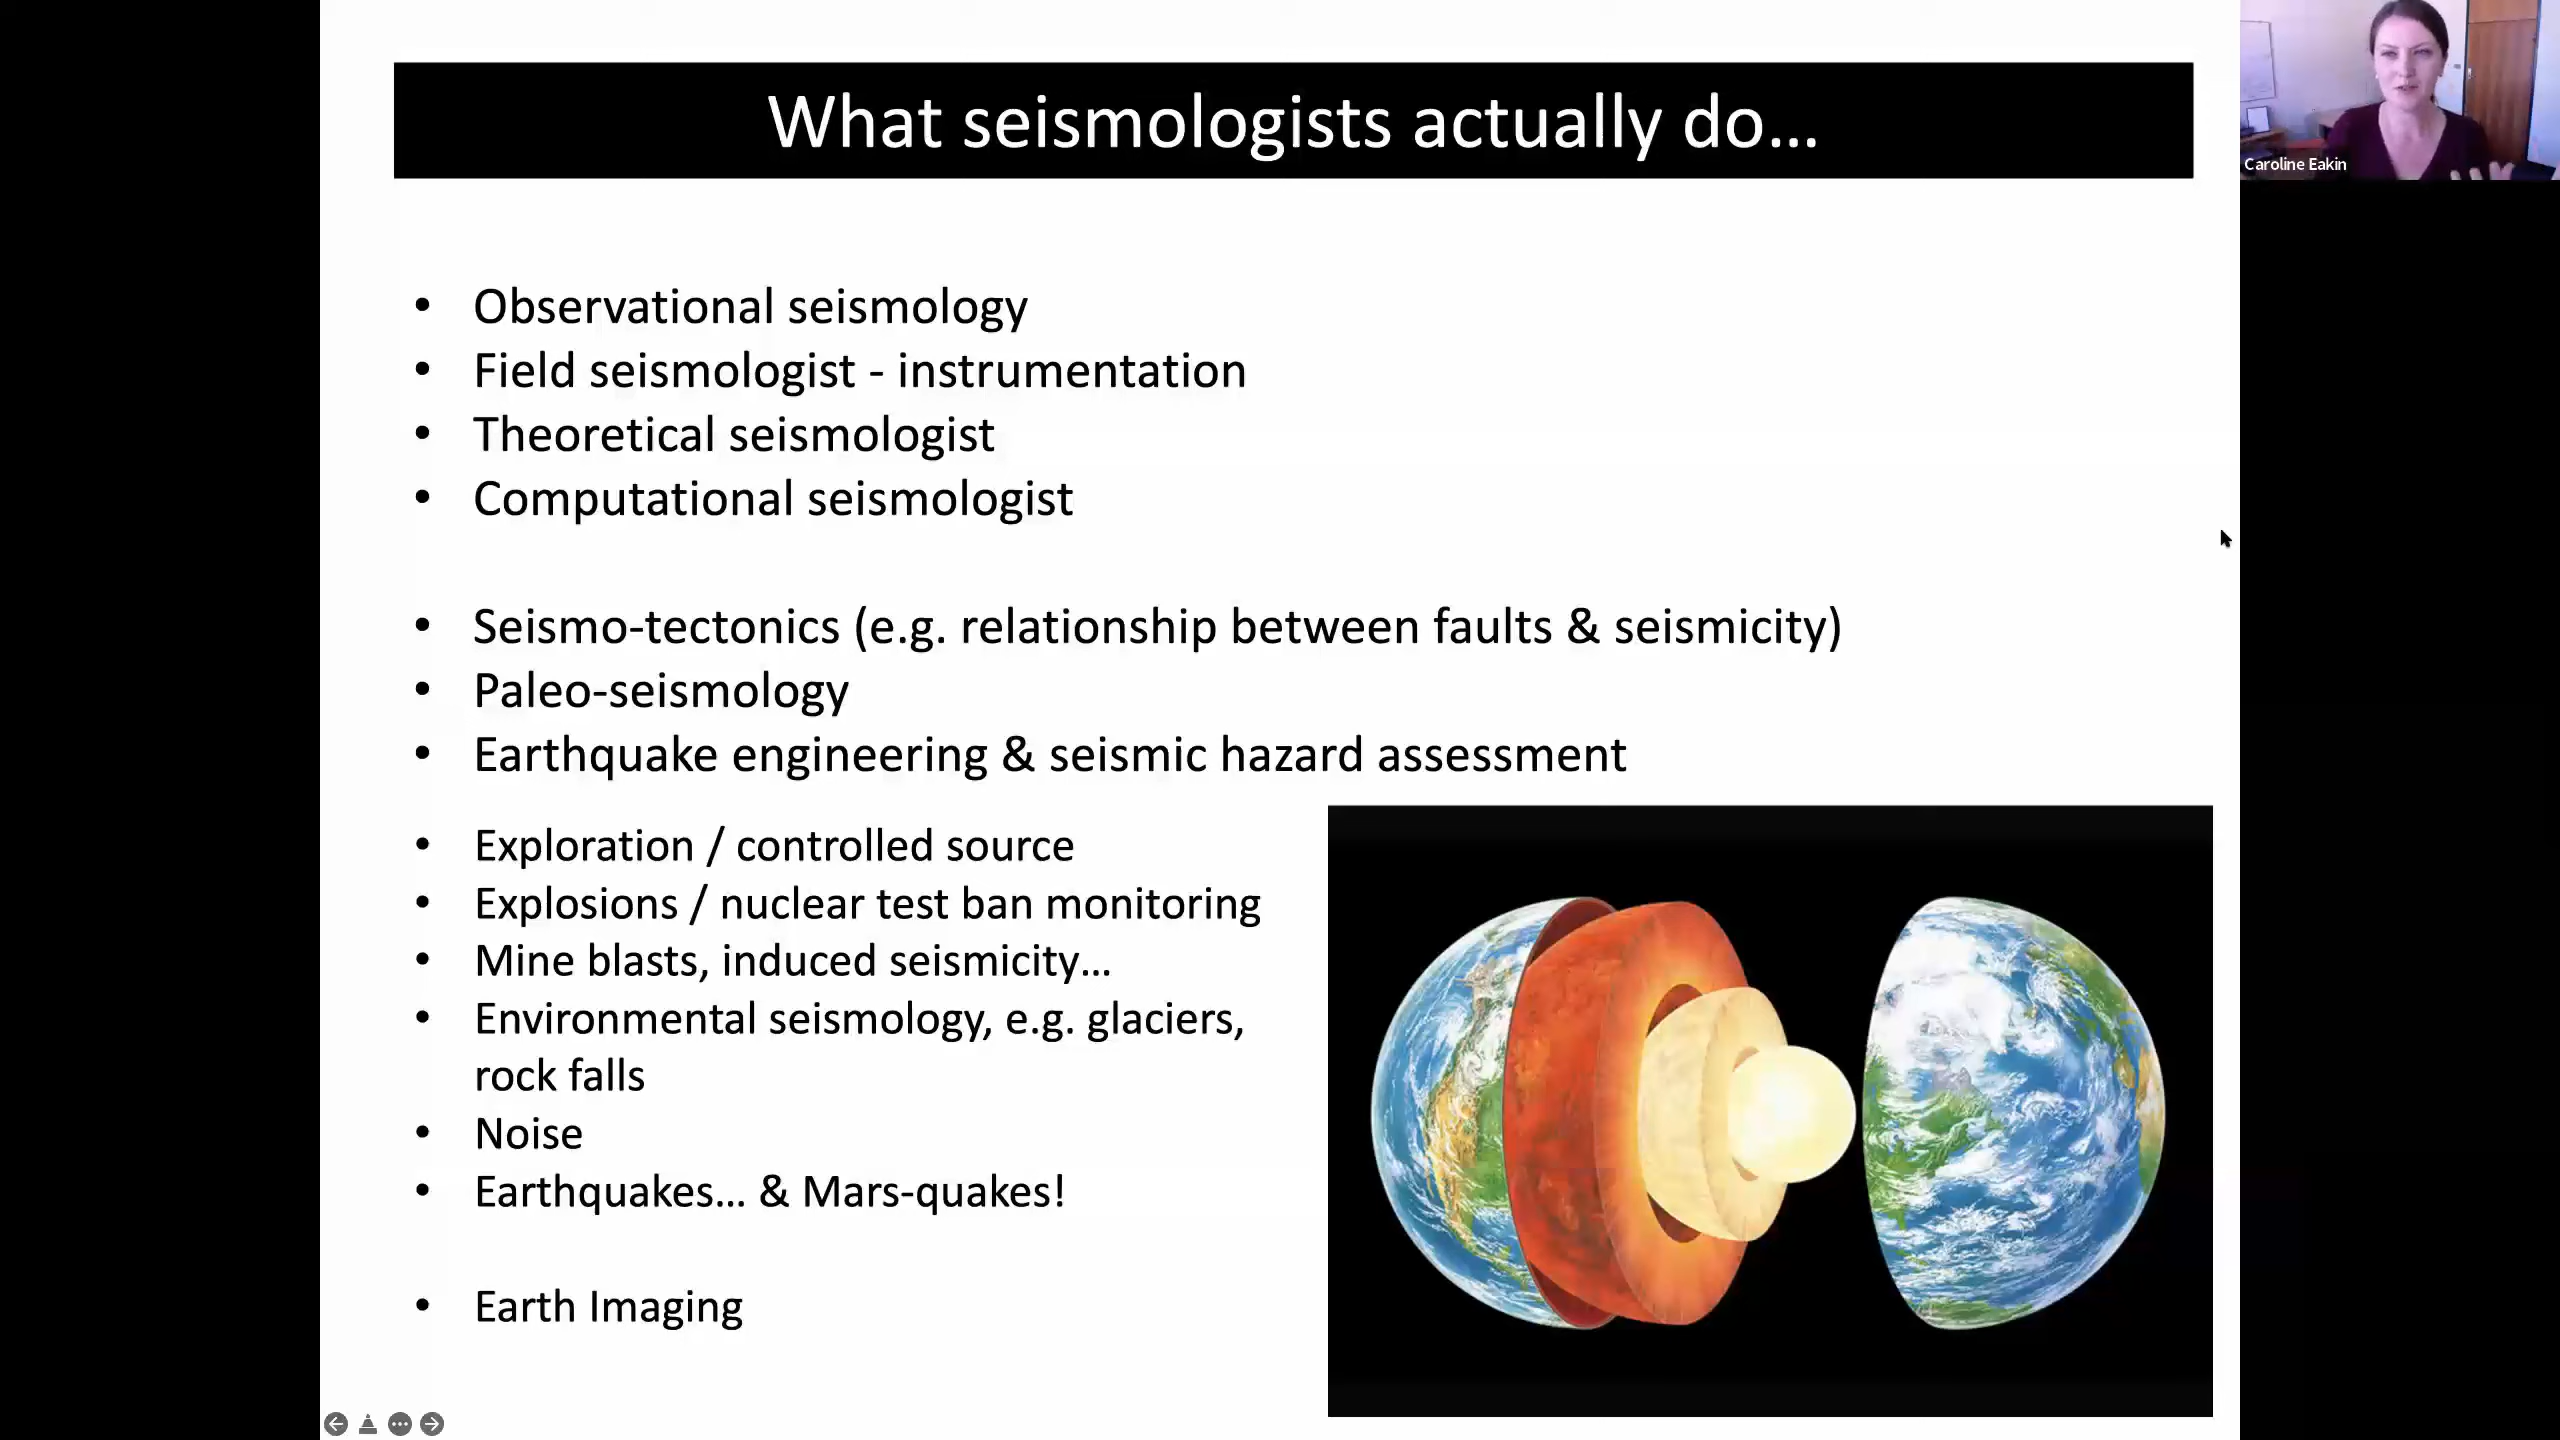 What seismologists actually do...
Caroline Eakin
• Observational seismology
• Field seismologist - instrumentation
• Theoretical seismologist
• Computational seismologist
• Seismo-tectonics (e.g. relationship between faults & seismicity)
• Paleo-seismology
• Earthquake engineering & seismic hazard assessment
• Exploration / controlled source
• Explosions / nuclear test ban monitoring
• Mine blasts, induced seismicity...
• Environmental seismology, e.g. glaciers,
rock falls
• Noise
• Earthquakes... & Mars-quakes!
• Earth Imaging